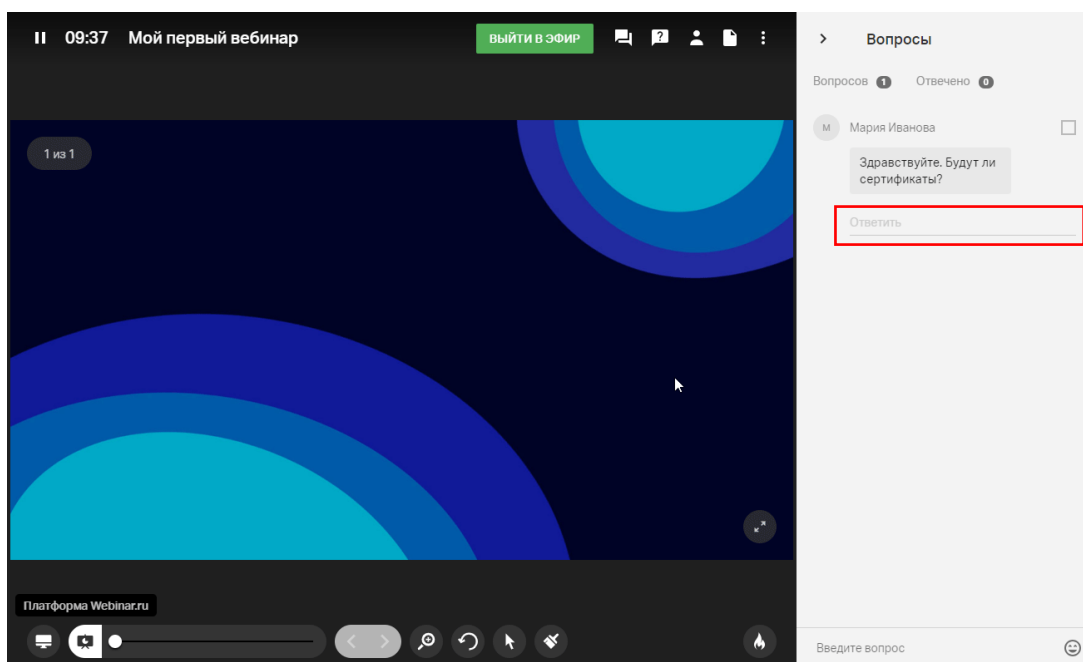 09:37 Мой первый вебинар
ВЫЙТИ В ЭФИР
?
1 из 1
Платформа Webinar.ru
Вопросы
Вопросов 1 Отвечено 0
М Мария Иванова
Здравствуйте. Будут ли
сертификаты?
Ответить
Введите вопрос